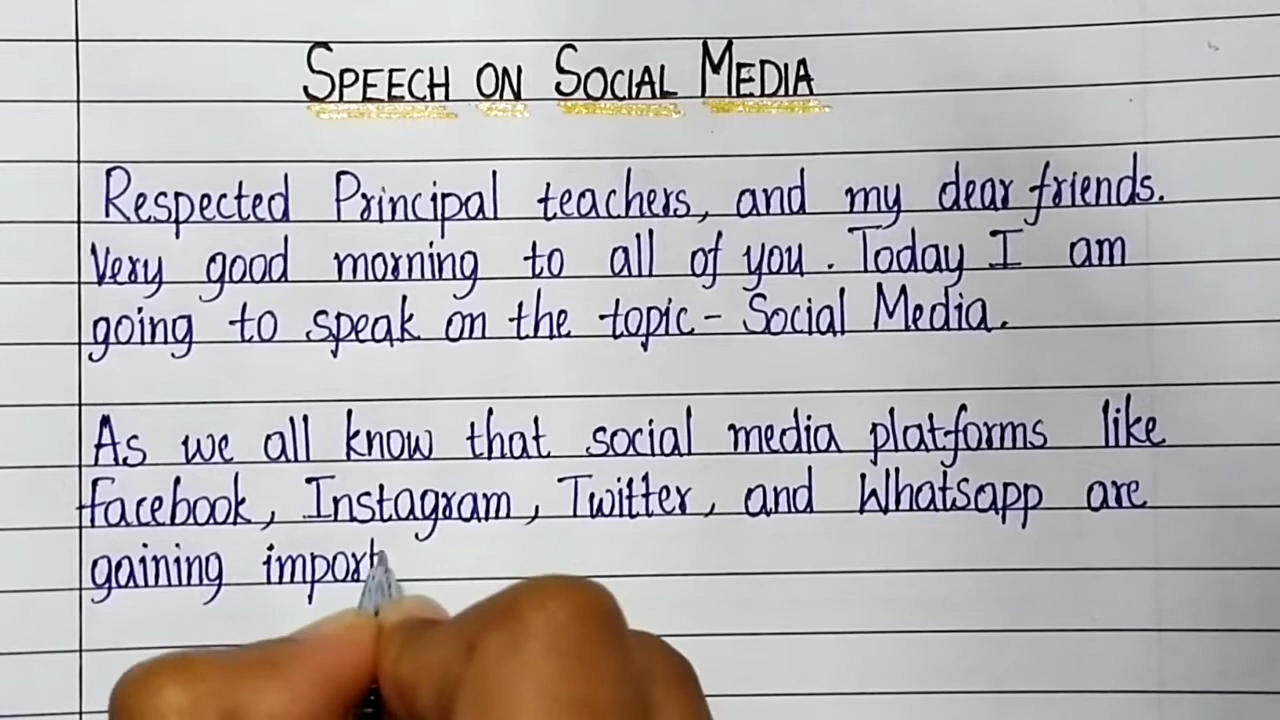 SPEECH ON SOCIAL MEDIA
Respected Principal teachers, and my dear friends.
Very good morning to all of you. Today I am
going to speak on the topic - Social Media.
As we all know that social media platforms like
facebook, Instagram, Twitter, and Whatsapp are
gaining import